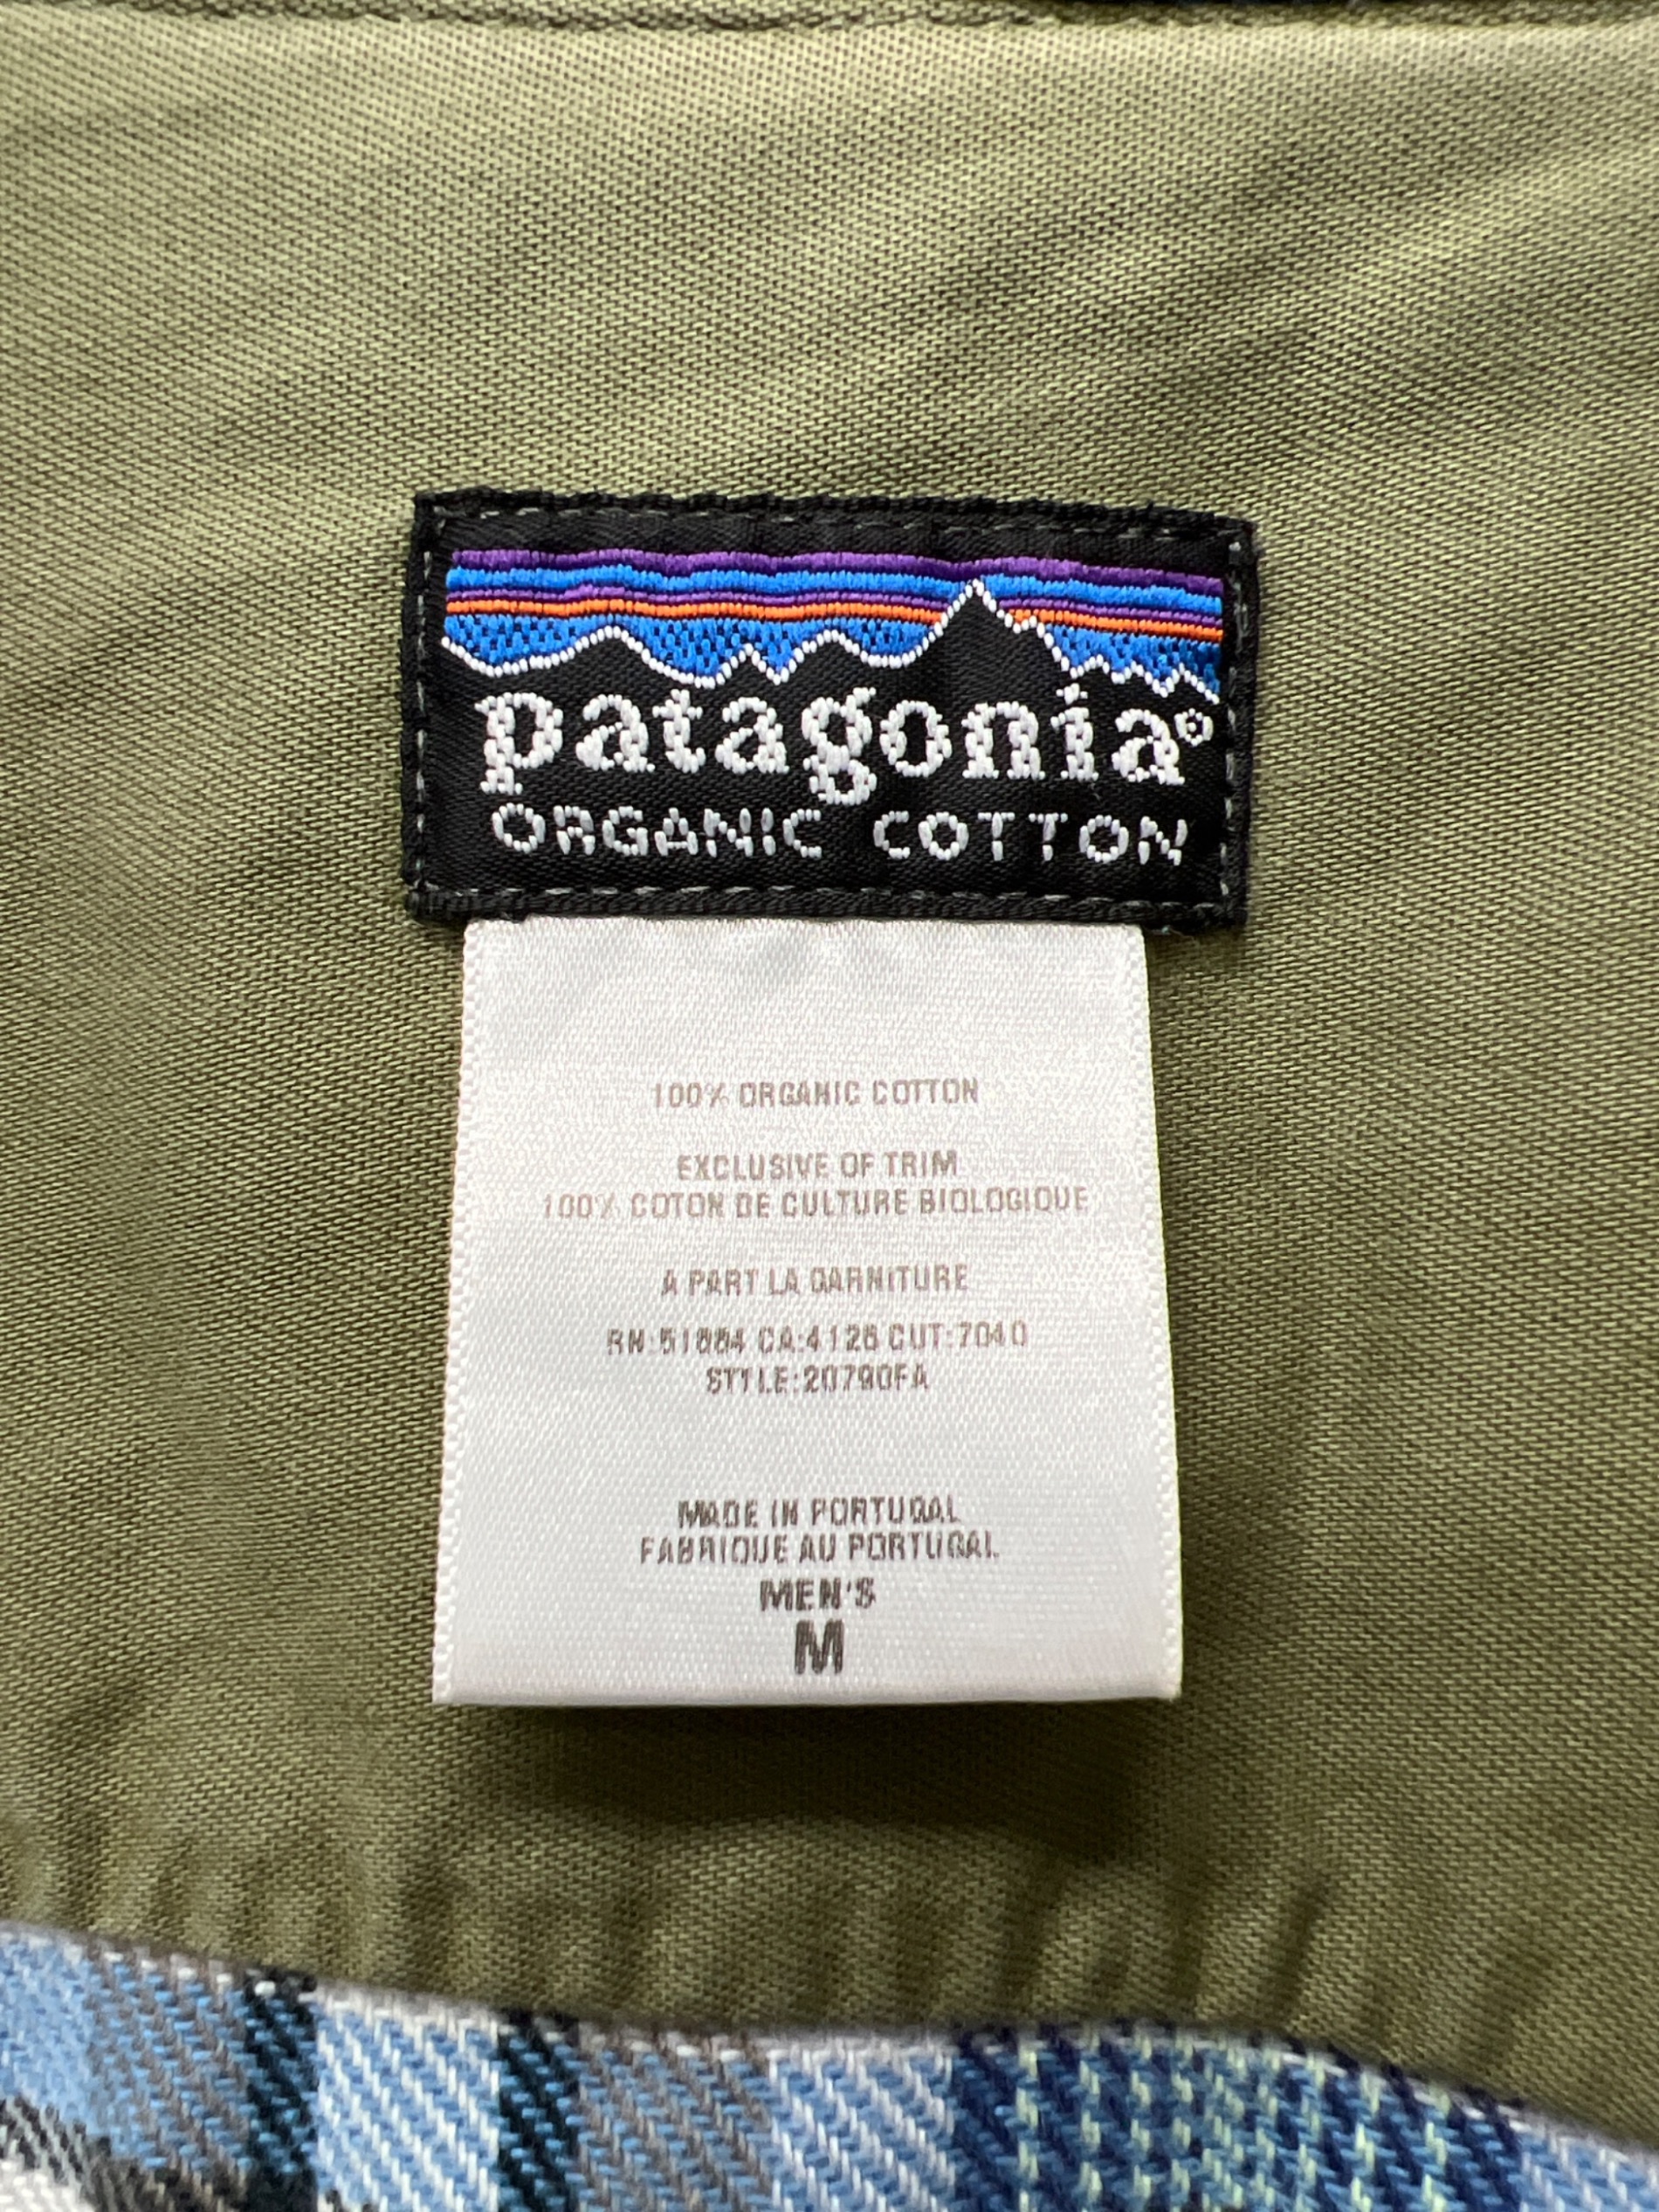 patagonia®
ORGANIC COTTON
100% ORGANIC COTTON
EXCLUSIVE OF TRIM
100% COTON DE CULTURE BIOLOGIQUE
A PART LA GARNITURE
RN:51884 CA:4126 CUT:7040
STYLE:20790FA
MADE IN PORTUGAL
FABRIQUE AU PORTUGAL
MEN'S
M